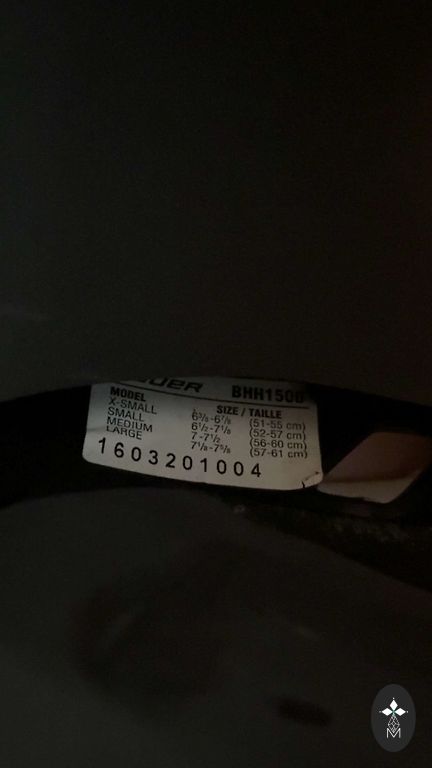 BHH1500
MODEL SIZE / TAILLE
X-SMALL 6⅜-6⅞ (51-55 cm)
SMALL 6½-7⅛ (52-57 cm)
MEDIUM 7-7½ (56-60 cm)
LARGE 7⅛-7⅝ (57-61 cm)
1603201004
M